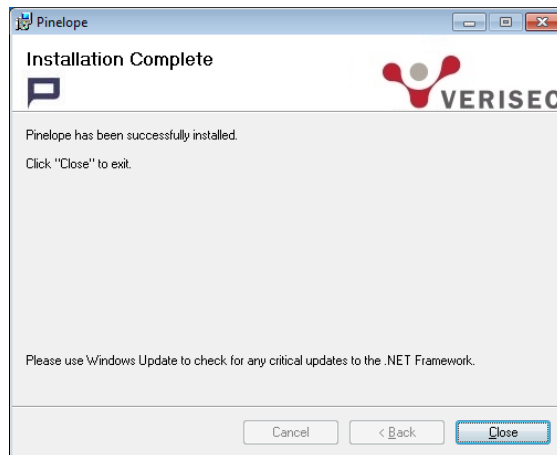 Pinelope
Installation Complete
VERISEC
Pinelope has been successfully installed.
Click "Close" to exit.
Please use Windows Update to check for any critical updates to the .NET Framework.
Cancel
< Back
Close